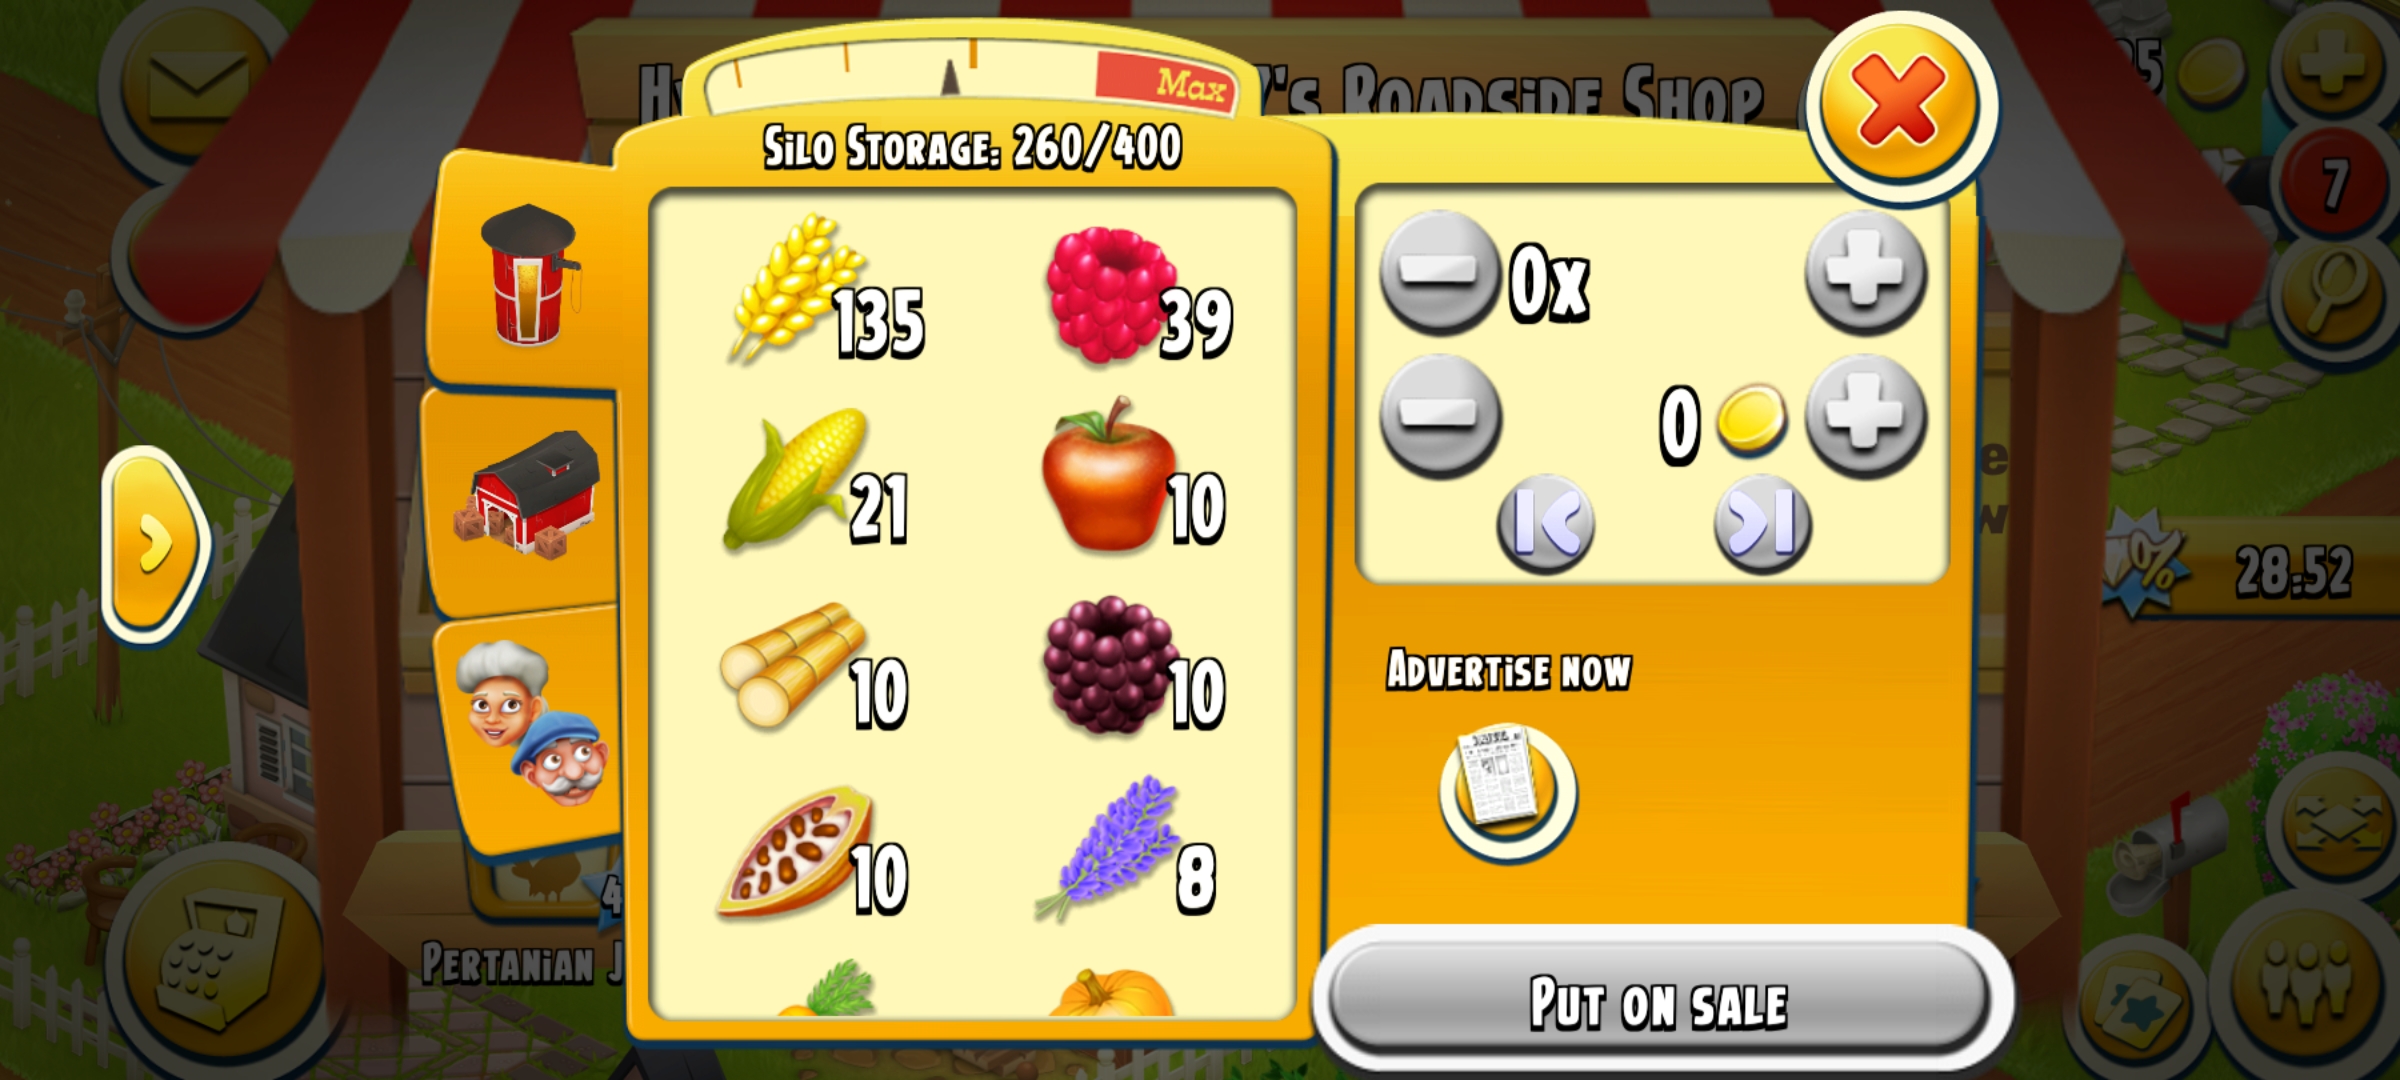 's Roadside Shop
Max
Silo Storage: 260/400
7
135
39
0x
21
10
0
10
10
28:52
Advertise now
10
8
Pertanian
Put on sale